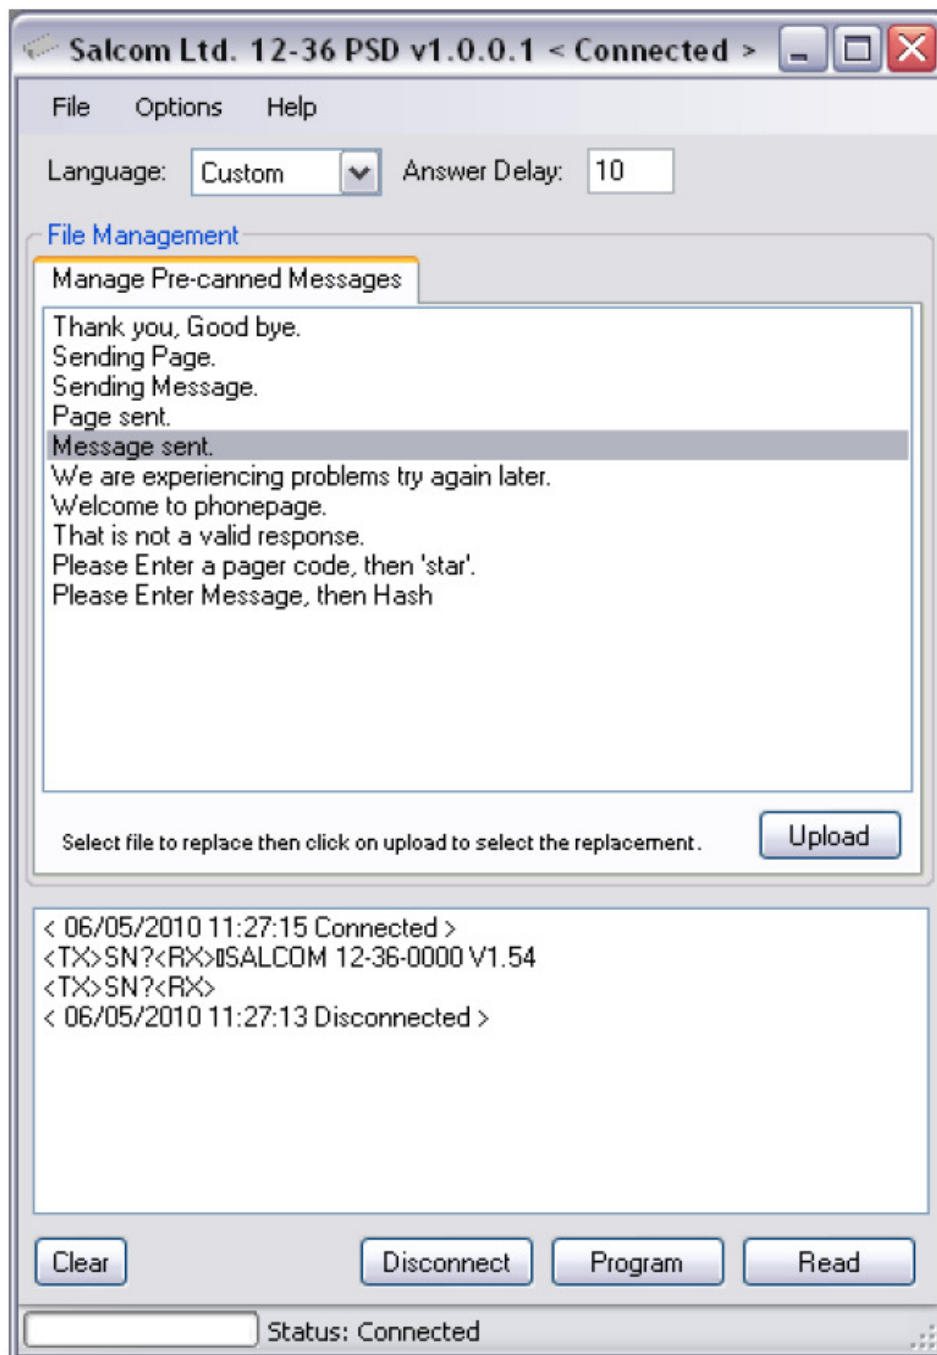 Salcom Ltd. 12-36 PSD v1.0.0.1 < Connected >
File Options Help
Language: Custom Answer Delay: 10
File Management
Manage Pre-canned Messages
Thank you, Good bye.
Sending Page.
Sending Message.
Page sent.
Message sent.
We are experiencing problems try again later.
Welcome to phonepage.
That is not a valid response.
Please Enter a pager code, then 'star'.
Please Enter Message, then Hash
Select file to replace then click on upload to select the replacement. Upload
< 06/05/2010 11:27:15 Connected >
<TX>SN?<RX>▯SALCOM 12-36-0000 V1.54
<TX>SN?<RX>
< 06/05/2010 11:27:13 Disconnected >
Clear Disconnect Program Read
Status: Connected